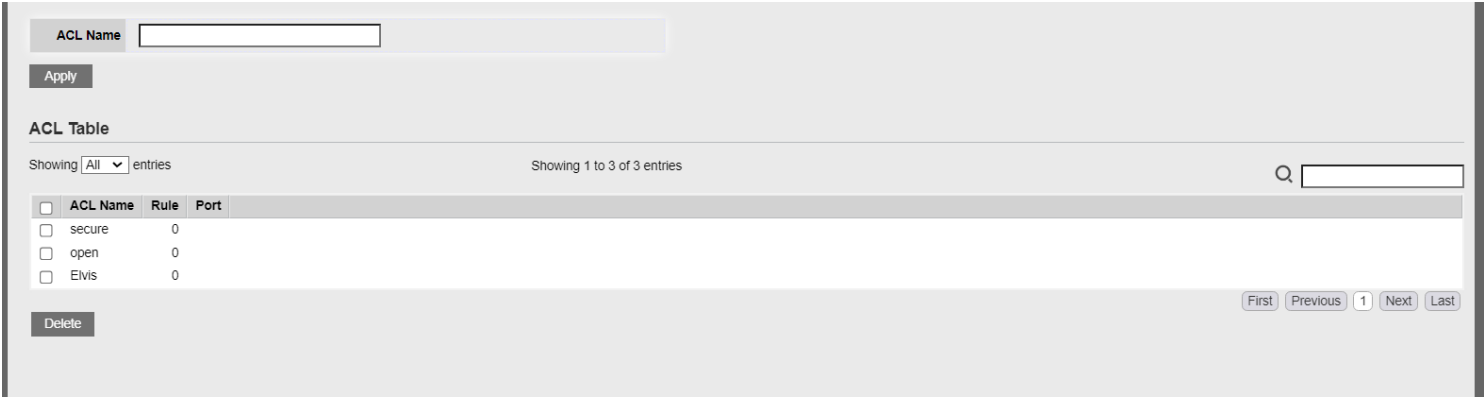 ACL Name
Apply
ACL Table
Showing All entries Showing 1 to 3 of 3 entries
ACL Name Rule Port
secure 0
open 0
Elvis 0
First Previous 1 Next Last
Delete